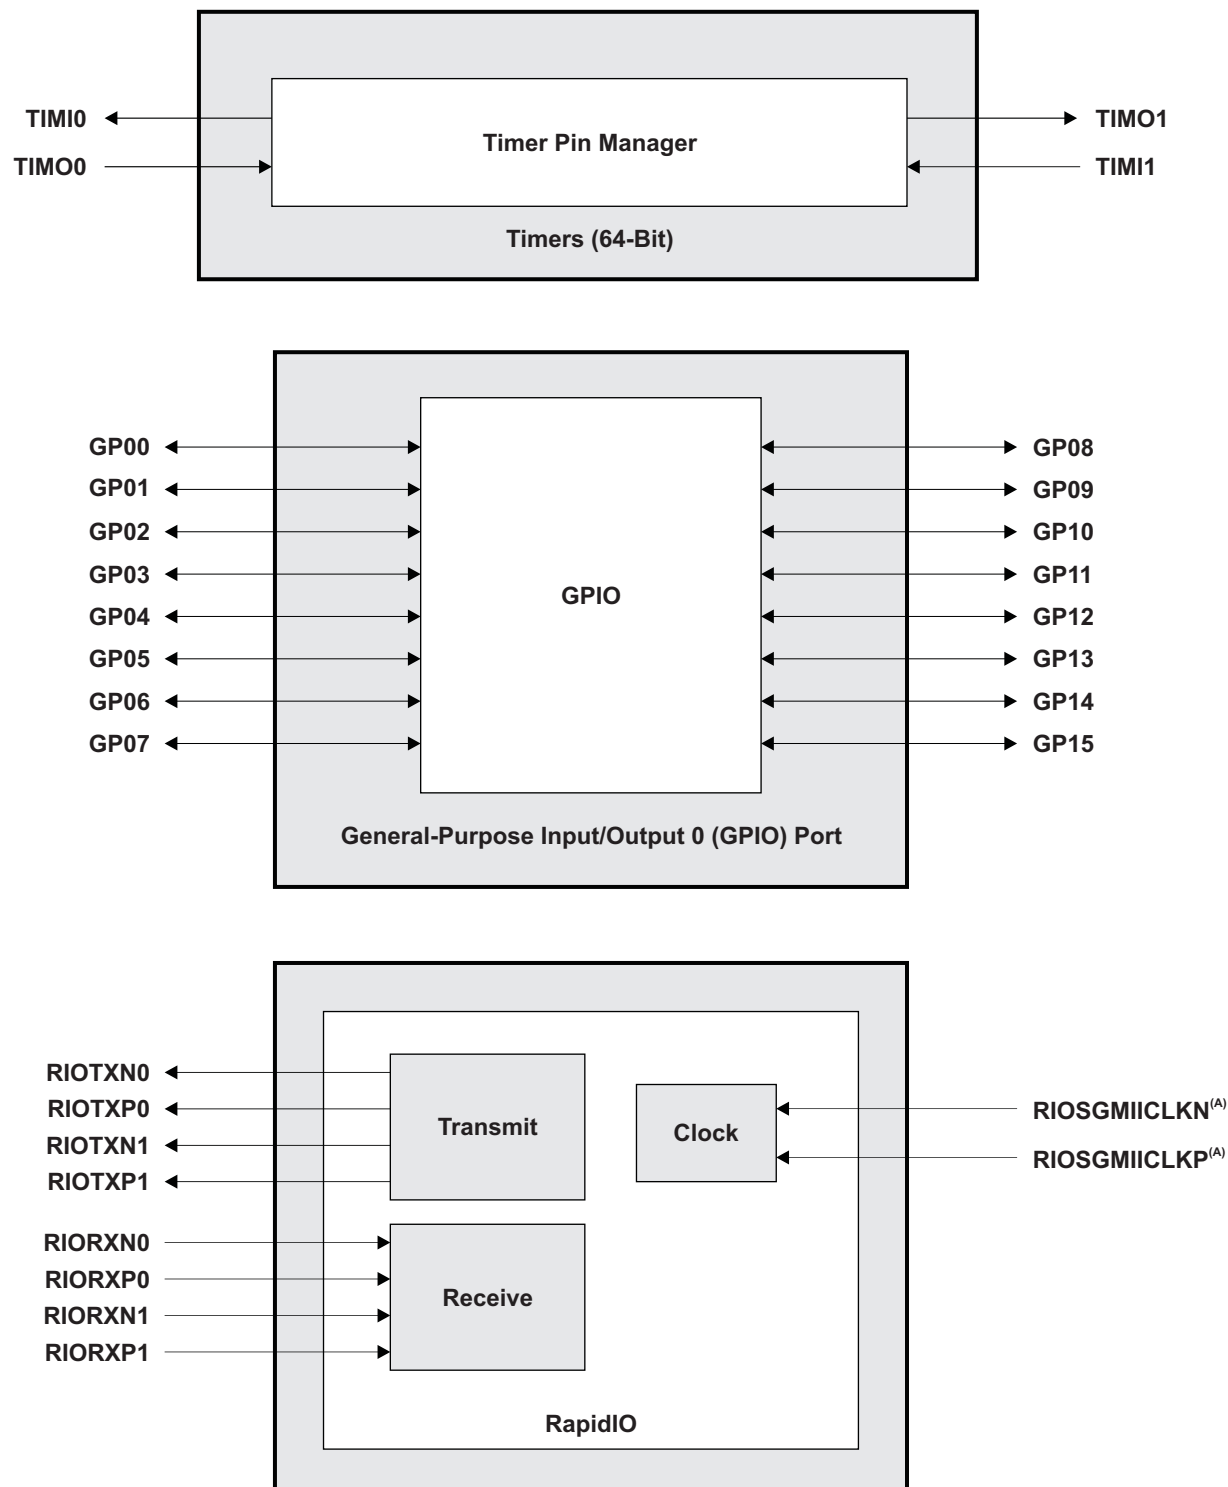 TIMI0
TIMO0
Timer Pin Manager
TIMO1
TIMI1
Timers (64-Bit)
GP00
GP01
GP02
GP03
GP04
GP05
GP06
GP07
GPIO
GP08
GP09
GP10
GP11
GP12
GP13
GP14
GP15
General-Purpose Input/Output 0 (GPIO) Port
RIOTXN0
RIOTXP0
RIOTXN1
RIOTXP1
Transmit
Clock
RIOSGMIICLKN(A)
RIOSGMIICLKP(A)
RIORXN0
RIORXP0
RIORXN1
RIORXP1
Receive
RapidIO